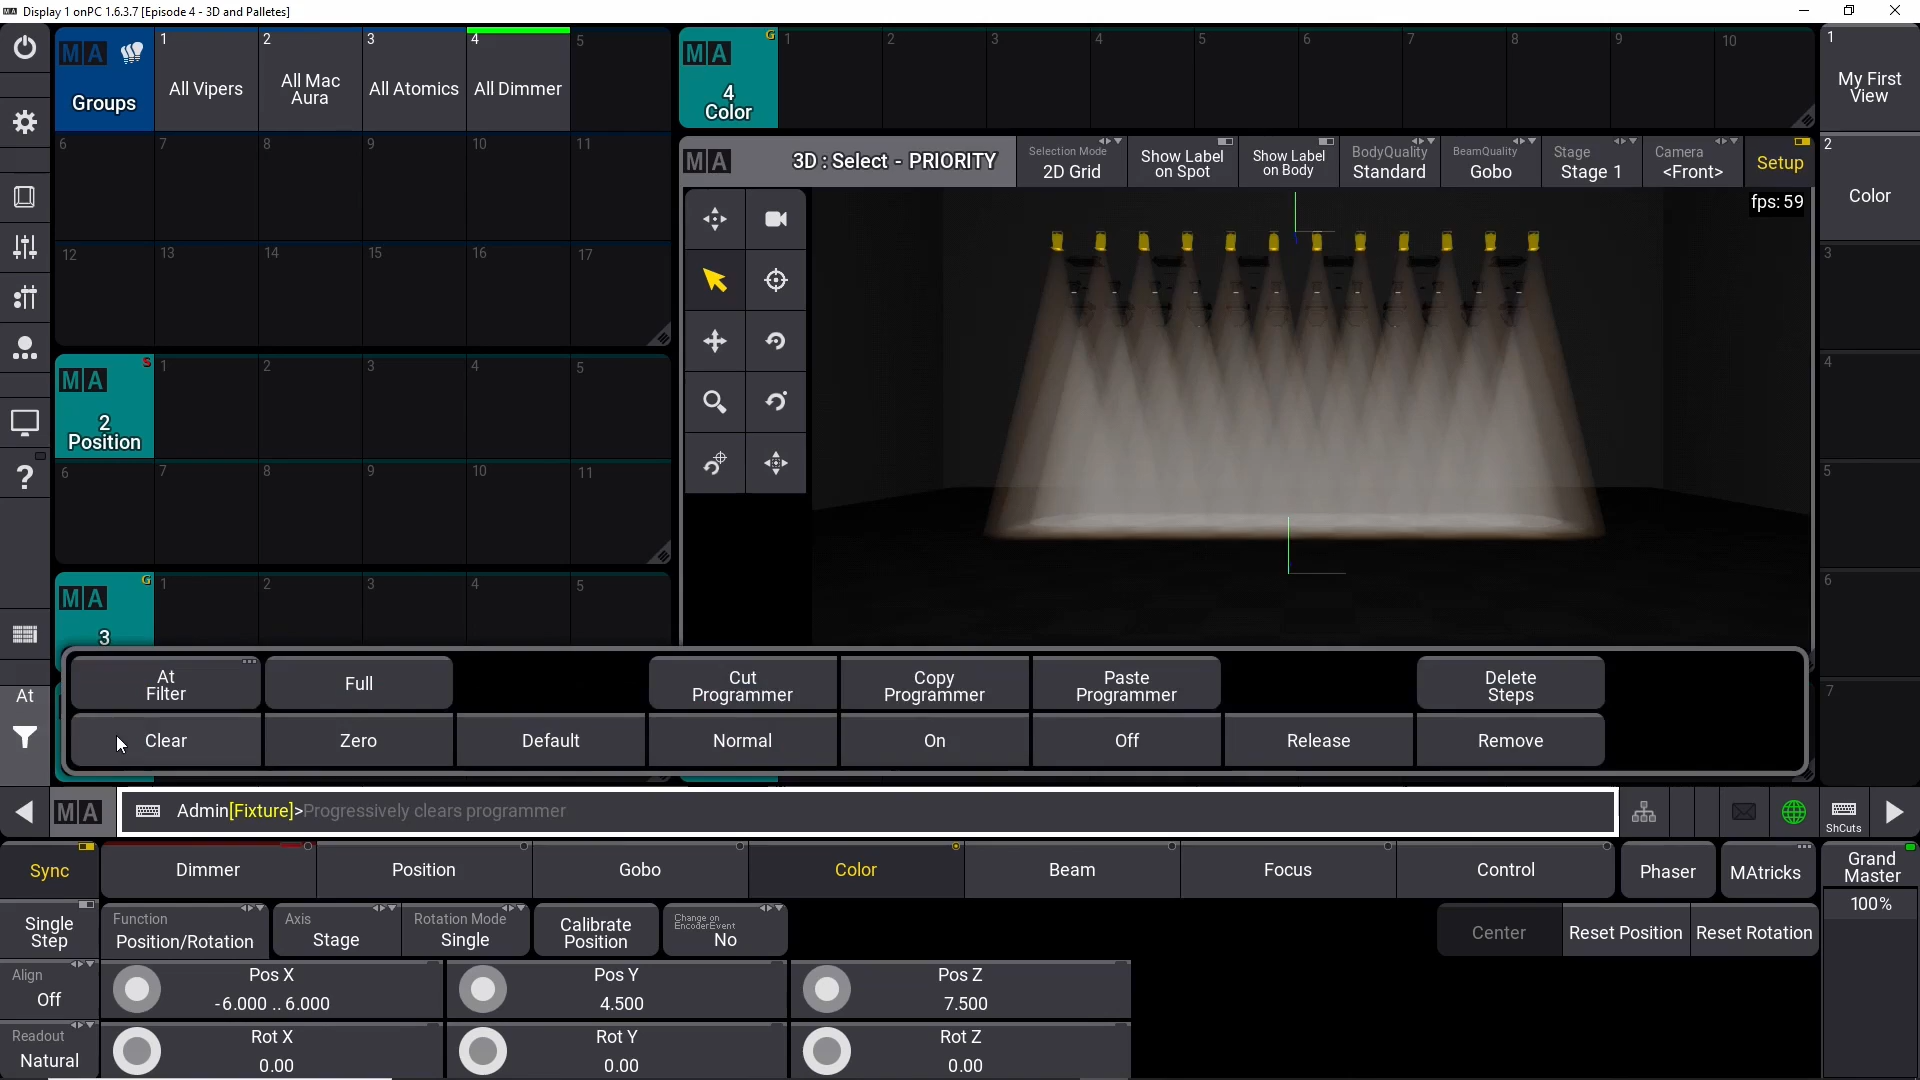 Display 1 onPC 1.6.3.7 [Episode 4 - 3D and Palletes]
MA
Groups
1
All Vipers
2
All Mac
Aura
3
All Atomics
4
All Dimmer
5
6
7
8
9
10
11
12
13
14
15
16
17
MA
S
2
Position
1
2
3
4
5
6
7
8
9
10
11
MA
G
3
1
2
3
4
5
MA
G
4
Color
1
2
3
4
5
6
7
8
9
10
MA
3D : Select - PRIORITY
Selection Mode
2D Grid
Show Label
on Spot
Show Label
on Body
BodyQuality
Standard
BeamQuality
Gobo
Stage
Stage 1
Camera
<Front>
Setup
fps: 59
1
My First
View
2
Color
3
4
5
6
7
?
At
At
Filter
Full
Cut
Programmer
Copy
Programmer
Paste
Programmer
Delete
Steps
Clear
Zero
Default
Normal
On
Off
Release
Remove
MA
Admin[Fixture]>Progressively clears programmer
ShCuts
Sync
Dimmer
Position
Gobo
Color
Beam
Focus
Control
Phaser
MAtricks
Grand
Master
100%
Single
Step
Function
Position/Rotation
Axis
Stage
Rotation Mode
Single
Calibrate
Position
Change on
EncoderEvent
No
Center
Reset Position
Reset Rotation
Align
Off
Pos X
-6.000 .. 6.000
Pos Y
4.500
Pos Z
7.500
Readout
Natural
Rot X
0.00
Rot Y
0.00
Rot Z
0.00